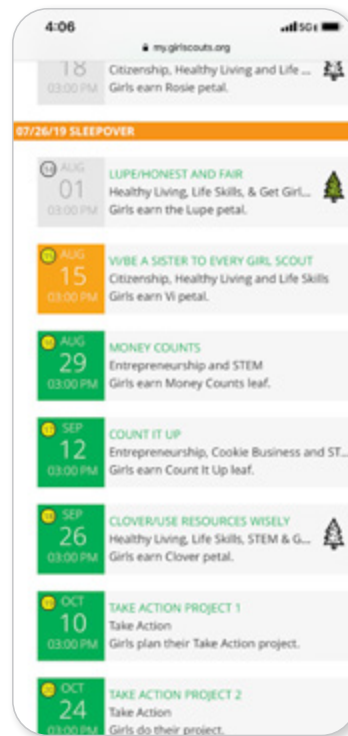 4:06
5G
my.girlscouts.org
18
03:00 PM
Citizenship, Healthy Living and Life ...
Girls earn Rosie petal.
07/26/19 SLEEPOVER
AUG
01
03:00 PM
LUPE/HONEST AND FAIR
Healthy Living, Life Skills, & Get Girl...
Girls earn the Lupe petal.
AUG
15
03:00 PM
VI/BE A SISTER TO EVERY GIRL SCOUT
Citizenship, Healthy Living and Life Skills
Girls earn Vi petal.
AUG
29
03:00 PM
MONEY COUNTS
Entrepreneurship and STEM
Girls earn Money Counts leaf.
SEP
12
03:00 PM
COUNT IT UP
Entrepreneurship, Cookie Business and ST...
Girls earn Count It Up leaf.
SEP
26
03:00 PM
CLOVER/USE RESOURCES WISELY
Healthy Living, Life Skills, STEM & G...
Girls earn Clover petal.
OCT
10
03:00 PM
TAKE ACTION PROJECT 1
Take Action
Girls plan their Take Action project.
OCT
24
03:00 PM
TAKE ACTION PROJECT 2
Take Action
Girls do their project.